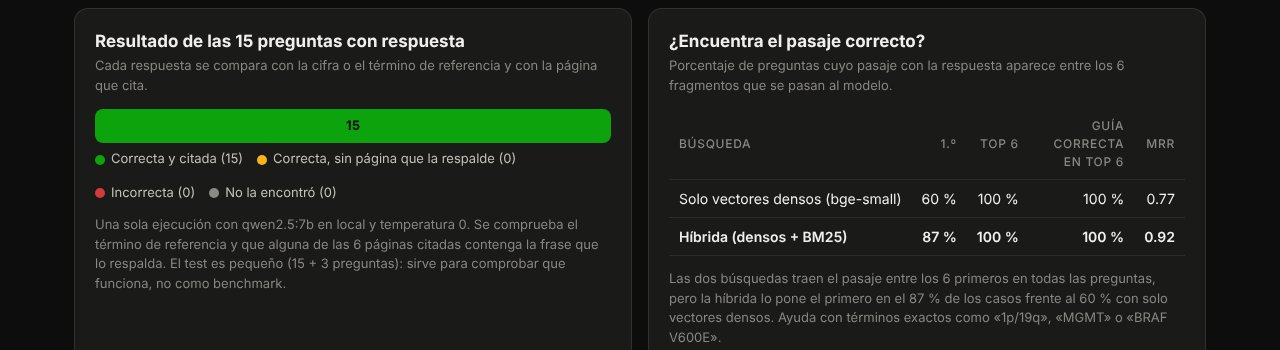 Resultado de las 15 preguntas con respuesta
Cada respuesta se compara con la cifra o el término de referencia y con la página
que cita.
15
Correcta y citada (15)
Correcta, sin página que la respalde (0)
Incorrecta (0)
No la encontró (0)
Una sola ejecución con qwen2.5:7b en local y temperatura 0. Se comprueba el
término de referencia y que alguna de las 6 páginas citadas contenga la frase que
lo respalda. El test es pequeño (15 + 3 preguntas): sirve para comprobar que
funciona, no como benchmark.
¿Encuentra el pasaje correcto?
Porcentaje de preguntas cuyo pasaje con la respuesta aparece entre los 6
fragmentos que se pasan al modelo.
BÚSQUEDA 1.º TOP 6 GUÍA CORRECTA EN TOP 6 MRR
Solo vectores densos (bge-small) 60 % 100 % 100 % 0.77
Híbrida (densos + BM25) 87 % 100 % 100 % 0.92
Las dos búsquedas traen el pasaje entre los 6 primeros en todas las preguntas,
pero la híbrida lo pone el primero en el 87 % de los casos frente al 60 % con solo
vectores densos. Ayuda con términos exactos como «1p/19q», «MGMT» o «BRAF
V600E».